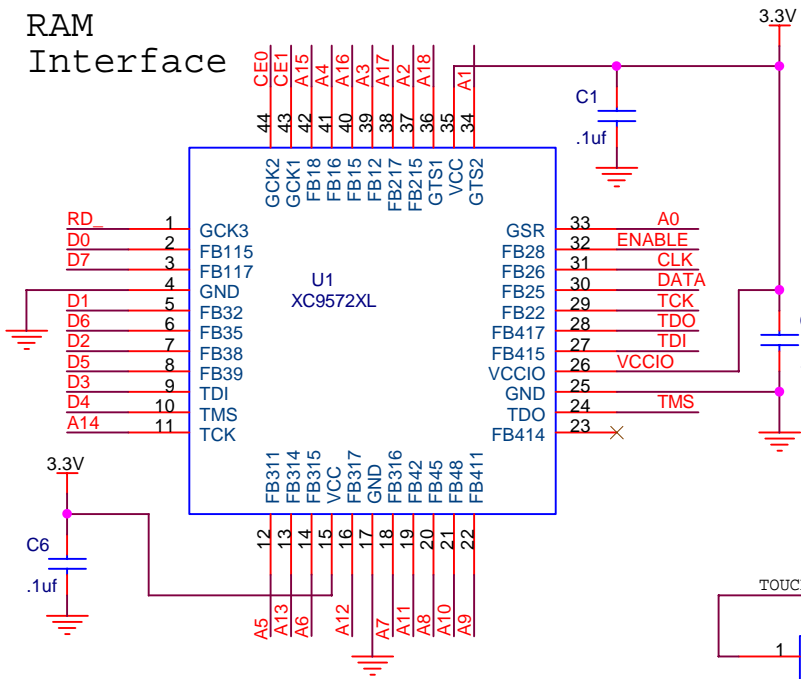 RAM
Interface
3.3V
CE0 CE1 A15 A4 A16 A3 A17 A2 A18 A1
44 43 42 41 40 39 38 37 36 35 34
GCK2 GCK1 FB18 FB16 FB15 FB12 FB217 FB215 GTS1 VCC GTS2
C1
.1uf
RD_ 1 GCK3
D0 2 FB115
D7 3 FB117
4 GND
D1 5 FB32
D6 6 FB35
D2 7 FB38
D5 8 FB39
D3 9 TDI
D4 10 TMS
A14 11 TCK
U1
XC9572XL
GSR 33 A0
FB28 32 ENABLE
FB26 31 CLK
FB25 30 DATA
FB22 29 TCK
FB417 28 TDO
FB415 27 TDI
VCCIO 26 VCCIO
GND 25
TDO 24 TMS
FB414 23
FB311 FB314 FB315 VCC FB317 GND FB316 FB42 FB45 FB48 FB411
12 13 14 15 16 17 18 19 20 21 22
A5 A13 A6 A12 A7 A11 A8 A10 A9
3.3V
C6
.1uf
1